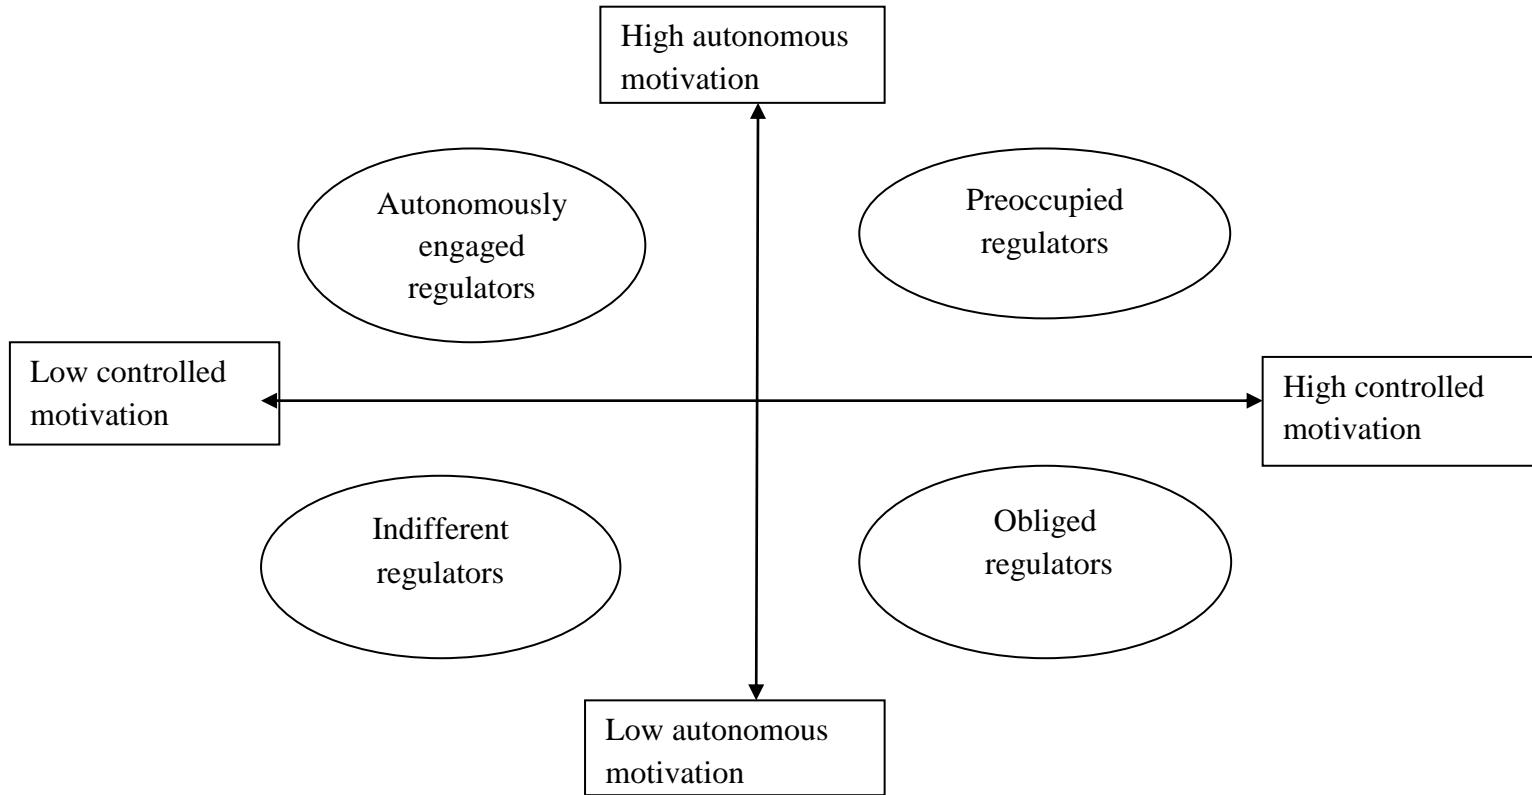 High autonomous
motivation
Autonomously
engaged
regulators
Preoccupied
regulators
Low controlled
motivation
High controlled
motivation
Indifferent
regulators
Obliged
regulators
Low autonomous
motivation